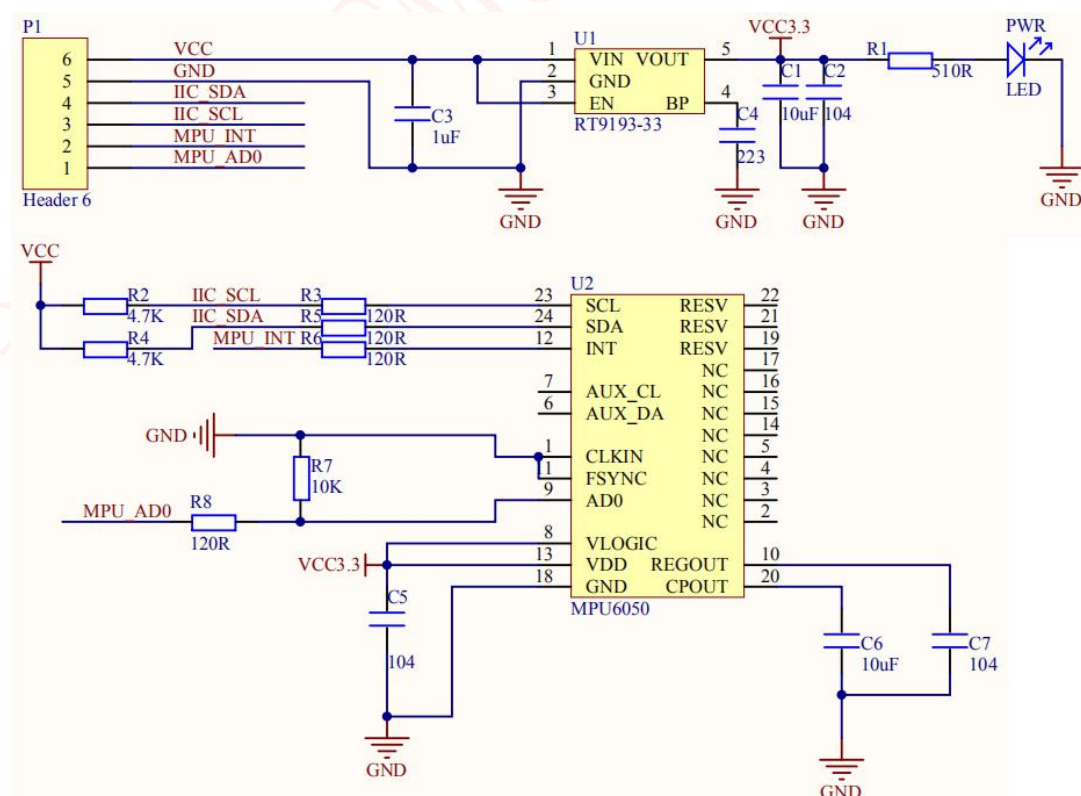 P1
6 VCC
5 GND
4 IIC_SDA
3 IIC_SCL
2 MPU_INT
1 MPU_AD0
Header 6
C3
1uF
GND
U1
1 VIN VOUT 5
2 GND
3 EN BP 4
RT9193-33
C4
223
GND
VCC3.3
C1
10uF
C2
104
GND
R1
510R
PWR
LED
GND
VCC
R2
4.7K
R4
4.7K
IIC_SCL R3
120R
IIC_SDA R5
120R
MPU_INT R6
120R
GND
R7
10K
MPU_AD0
R8
120R
VCC3.3
C5
104
GND
U2
23 SCL RESV 22
24 SDA RESV 21
12 INT RESV 19
NC 17
7 AUX_CL NC 16
6 AUX_DA NC 15
NC 14
1 CLKIN NC 5
11 FSYNC NC 4
9 AD0 NC 3
NC 2
8 VLOGIC
13 VDD REGOUT 10
18 GND CPOUT 20
MPU6050
C6
10uF
C7
104
GND